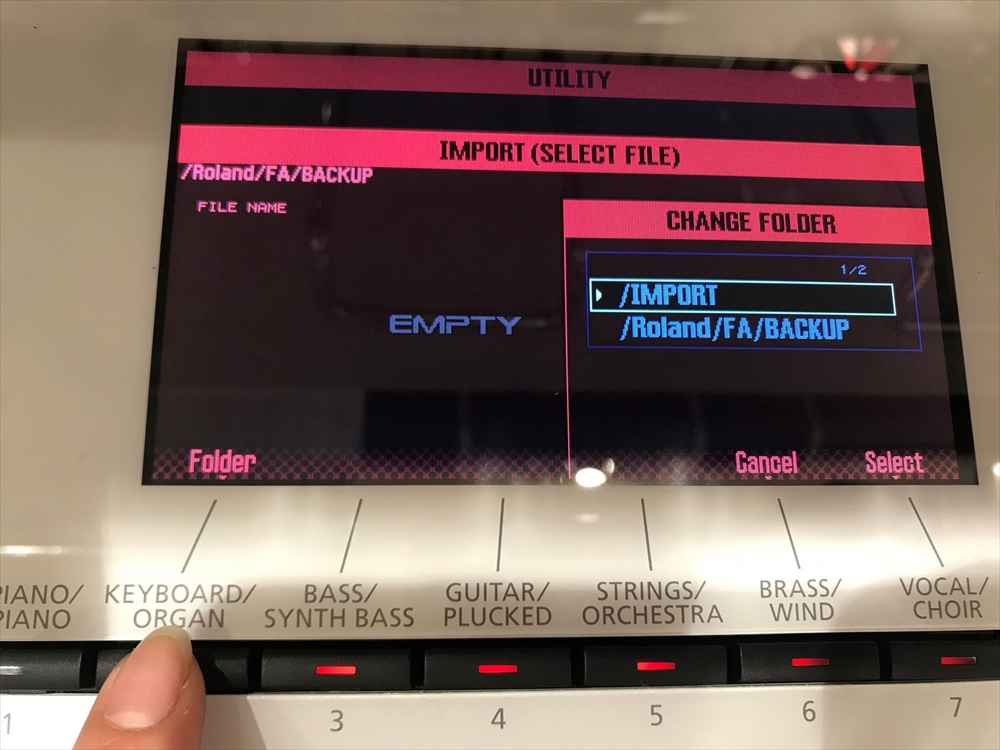 UTILITY
IMPORT (SELECT FILE)
/Roland/FA/BACKUP
FILE NAME
EMPTY
CHANGE FOLDER
1/2
/IMPORT
/Roland/FA/BACKUP
Folder
Cancel
Select
PIANO/
PIANO
KEYBOARD/
ORGAN
BASS/
SYNTH BASS
GUITAR/
PLUCKED
STRINGS/
ORCHESTRA
BRASS/
WIND
VOCAL/
CHOIR
1
3
4
5
6
7